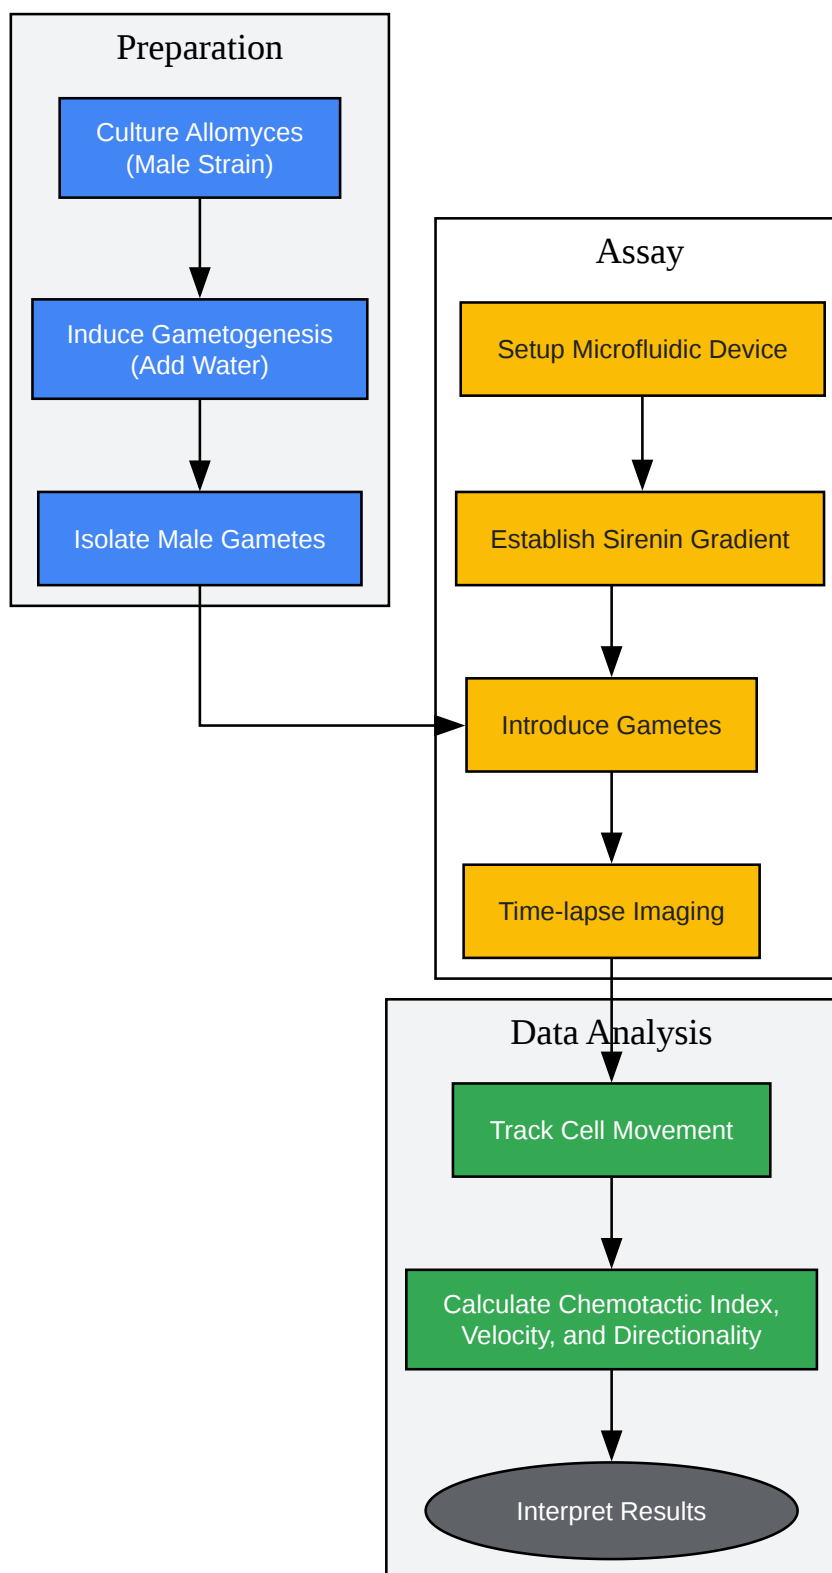 Preparation
Culture Allomyces
(Male Strain)
Induce Gametogenesis
(Add Water)
Isolate Male Gametes
Assay
Setup Microfluidic Device
Establish Sirenin Gradient
Introduce Gametes
Time-lapse Imaging
Data Analysis
Track Cell Movement
Calculate Chemotactic Index,
Velocity, and Directionality
Interpret Results